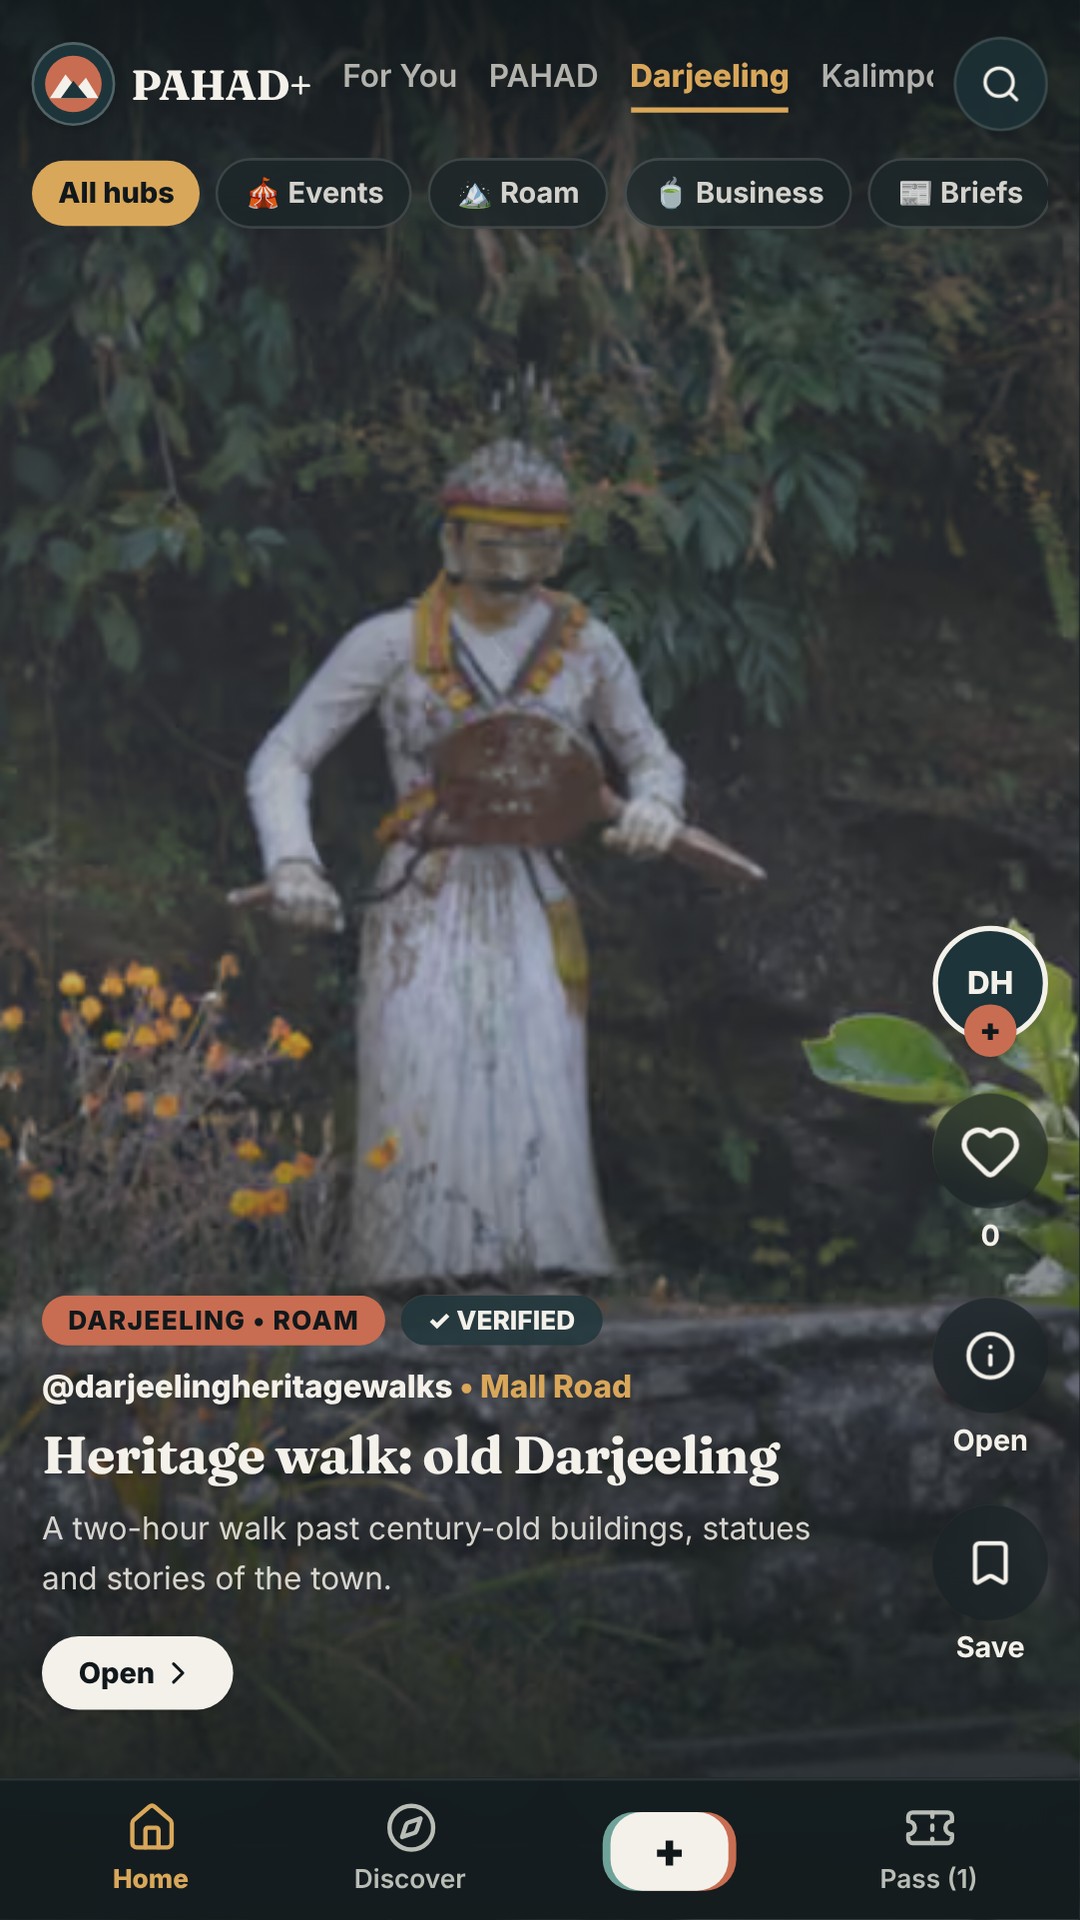 PAHAD+ For You PAHAD Darjeeling Kalimpo
All hubs Events Roam Business Briefs
DH
+
0
DARJEELING • ROAM ✓ VERIFIED
@darjeelingheritagewalks • Mall Road
Heritage walk: old Darjeeling
A two-hour walk past century-old buildings, statues
and stories of the town.
Open
Save
Open >
Home Discover + Pass (1)